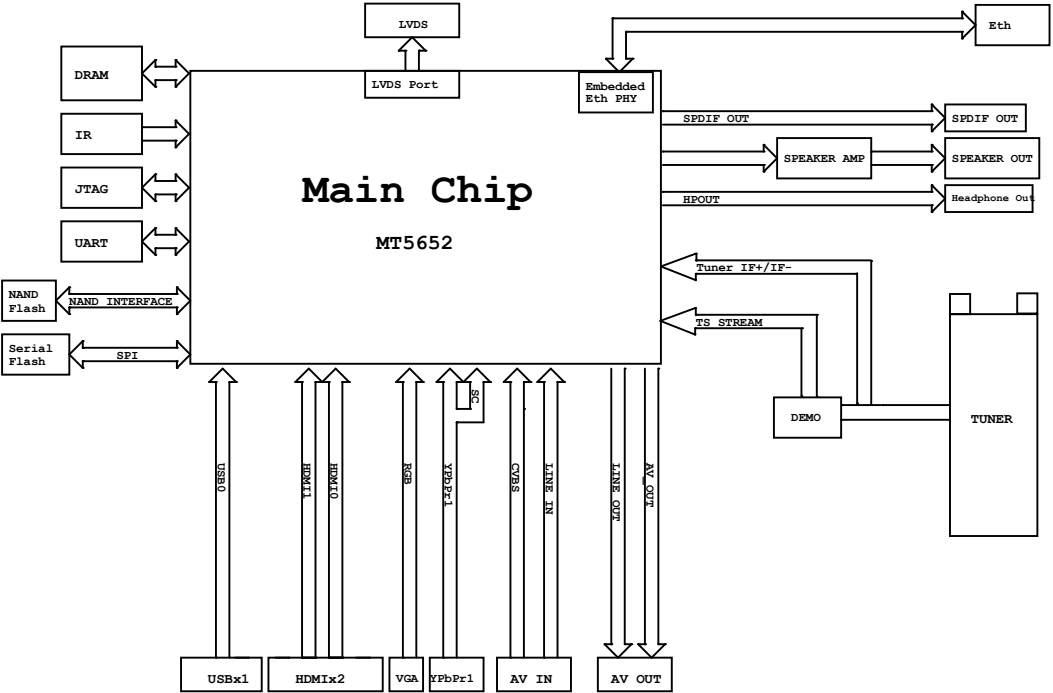 LVDS
Eth
DRAM
LVDS Port
Embedded
Eth PHY
SPDIF OUT
SPDIF OUT
IR
SPEAKER AMP
SPEAKER OUT
JTAG
Main Chip
HPOUT
Headphone Out
UART
MT5652
Tuner IF+/IF-
NAND
Flash
NAND INTERFACE
TS STREAM
Serial
Flash
SPI
SC
DEMO
TUNER
USB0
HDMI1
HDMI0
RGB
YPbPr1
CVBS
LINE IN
LINE OUT
AV_OUT
USBx1
HDMIx2
VGA
YPbPr1
AV IN
AV OUT